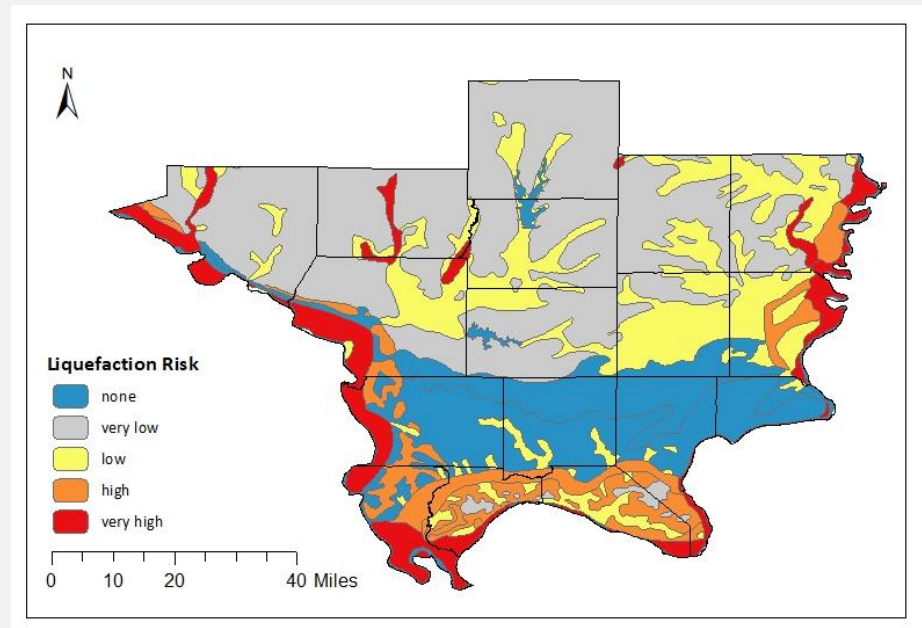 N
Liquefaction Risk
none
very low
low
high
very high
0 10 20 40 Miles